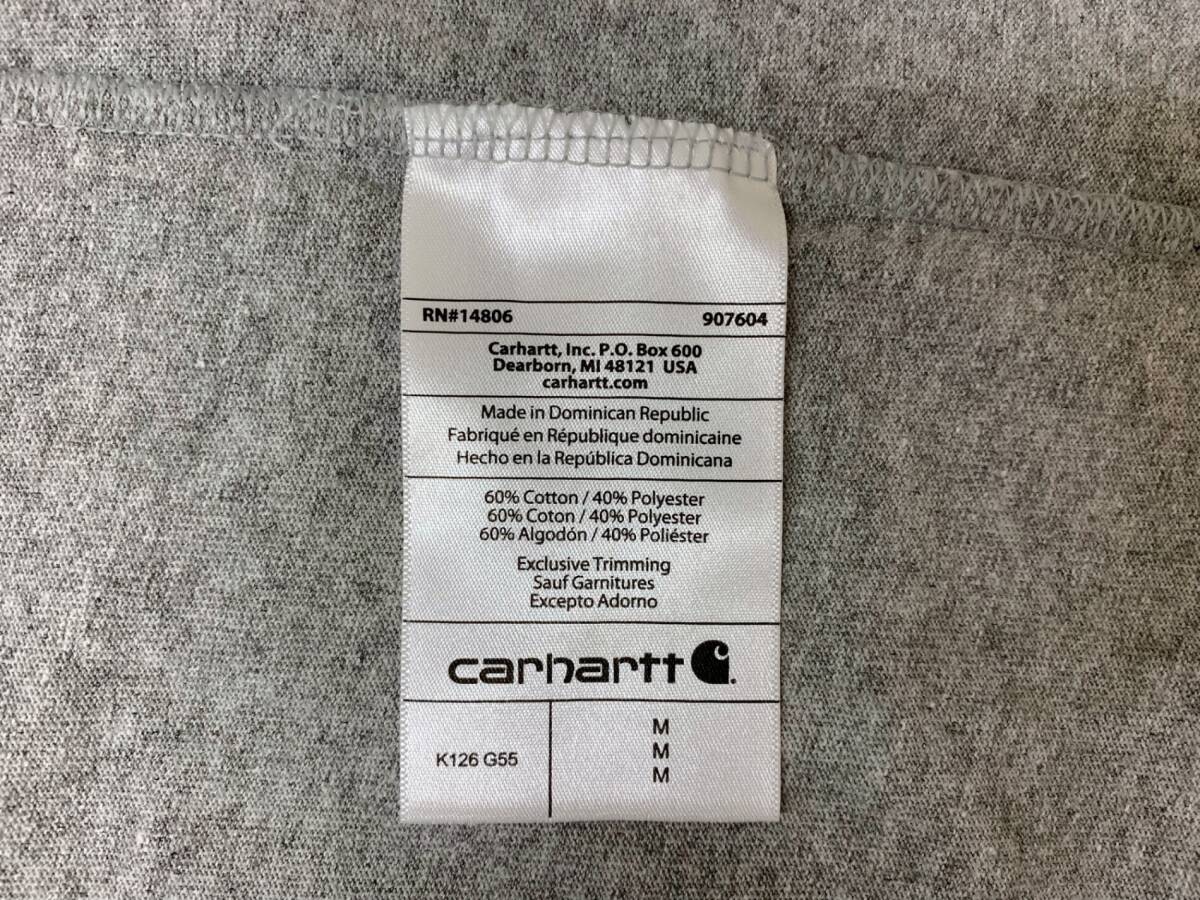 RN#14806 907604
Carhartt, Inc. P.O. Box 600
Dearborn, MI 48121 USA
carhartt.com
Made in Dominican Republic
Fabriqué en République dominicaine
Hecho en la República Dominicana
60% Cotton / 40% Polyester
60% Coton / 40% Polyester
60% Algodón / 40% Poliéster
Exclusive Trimming
Sauf Garnitures
Excepto Adorno
carhartt
K126 G55
M
M
M